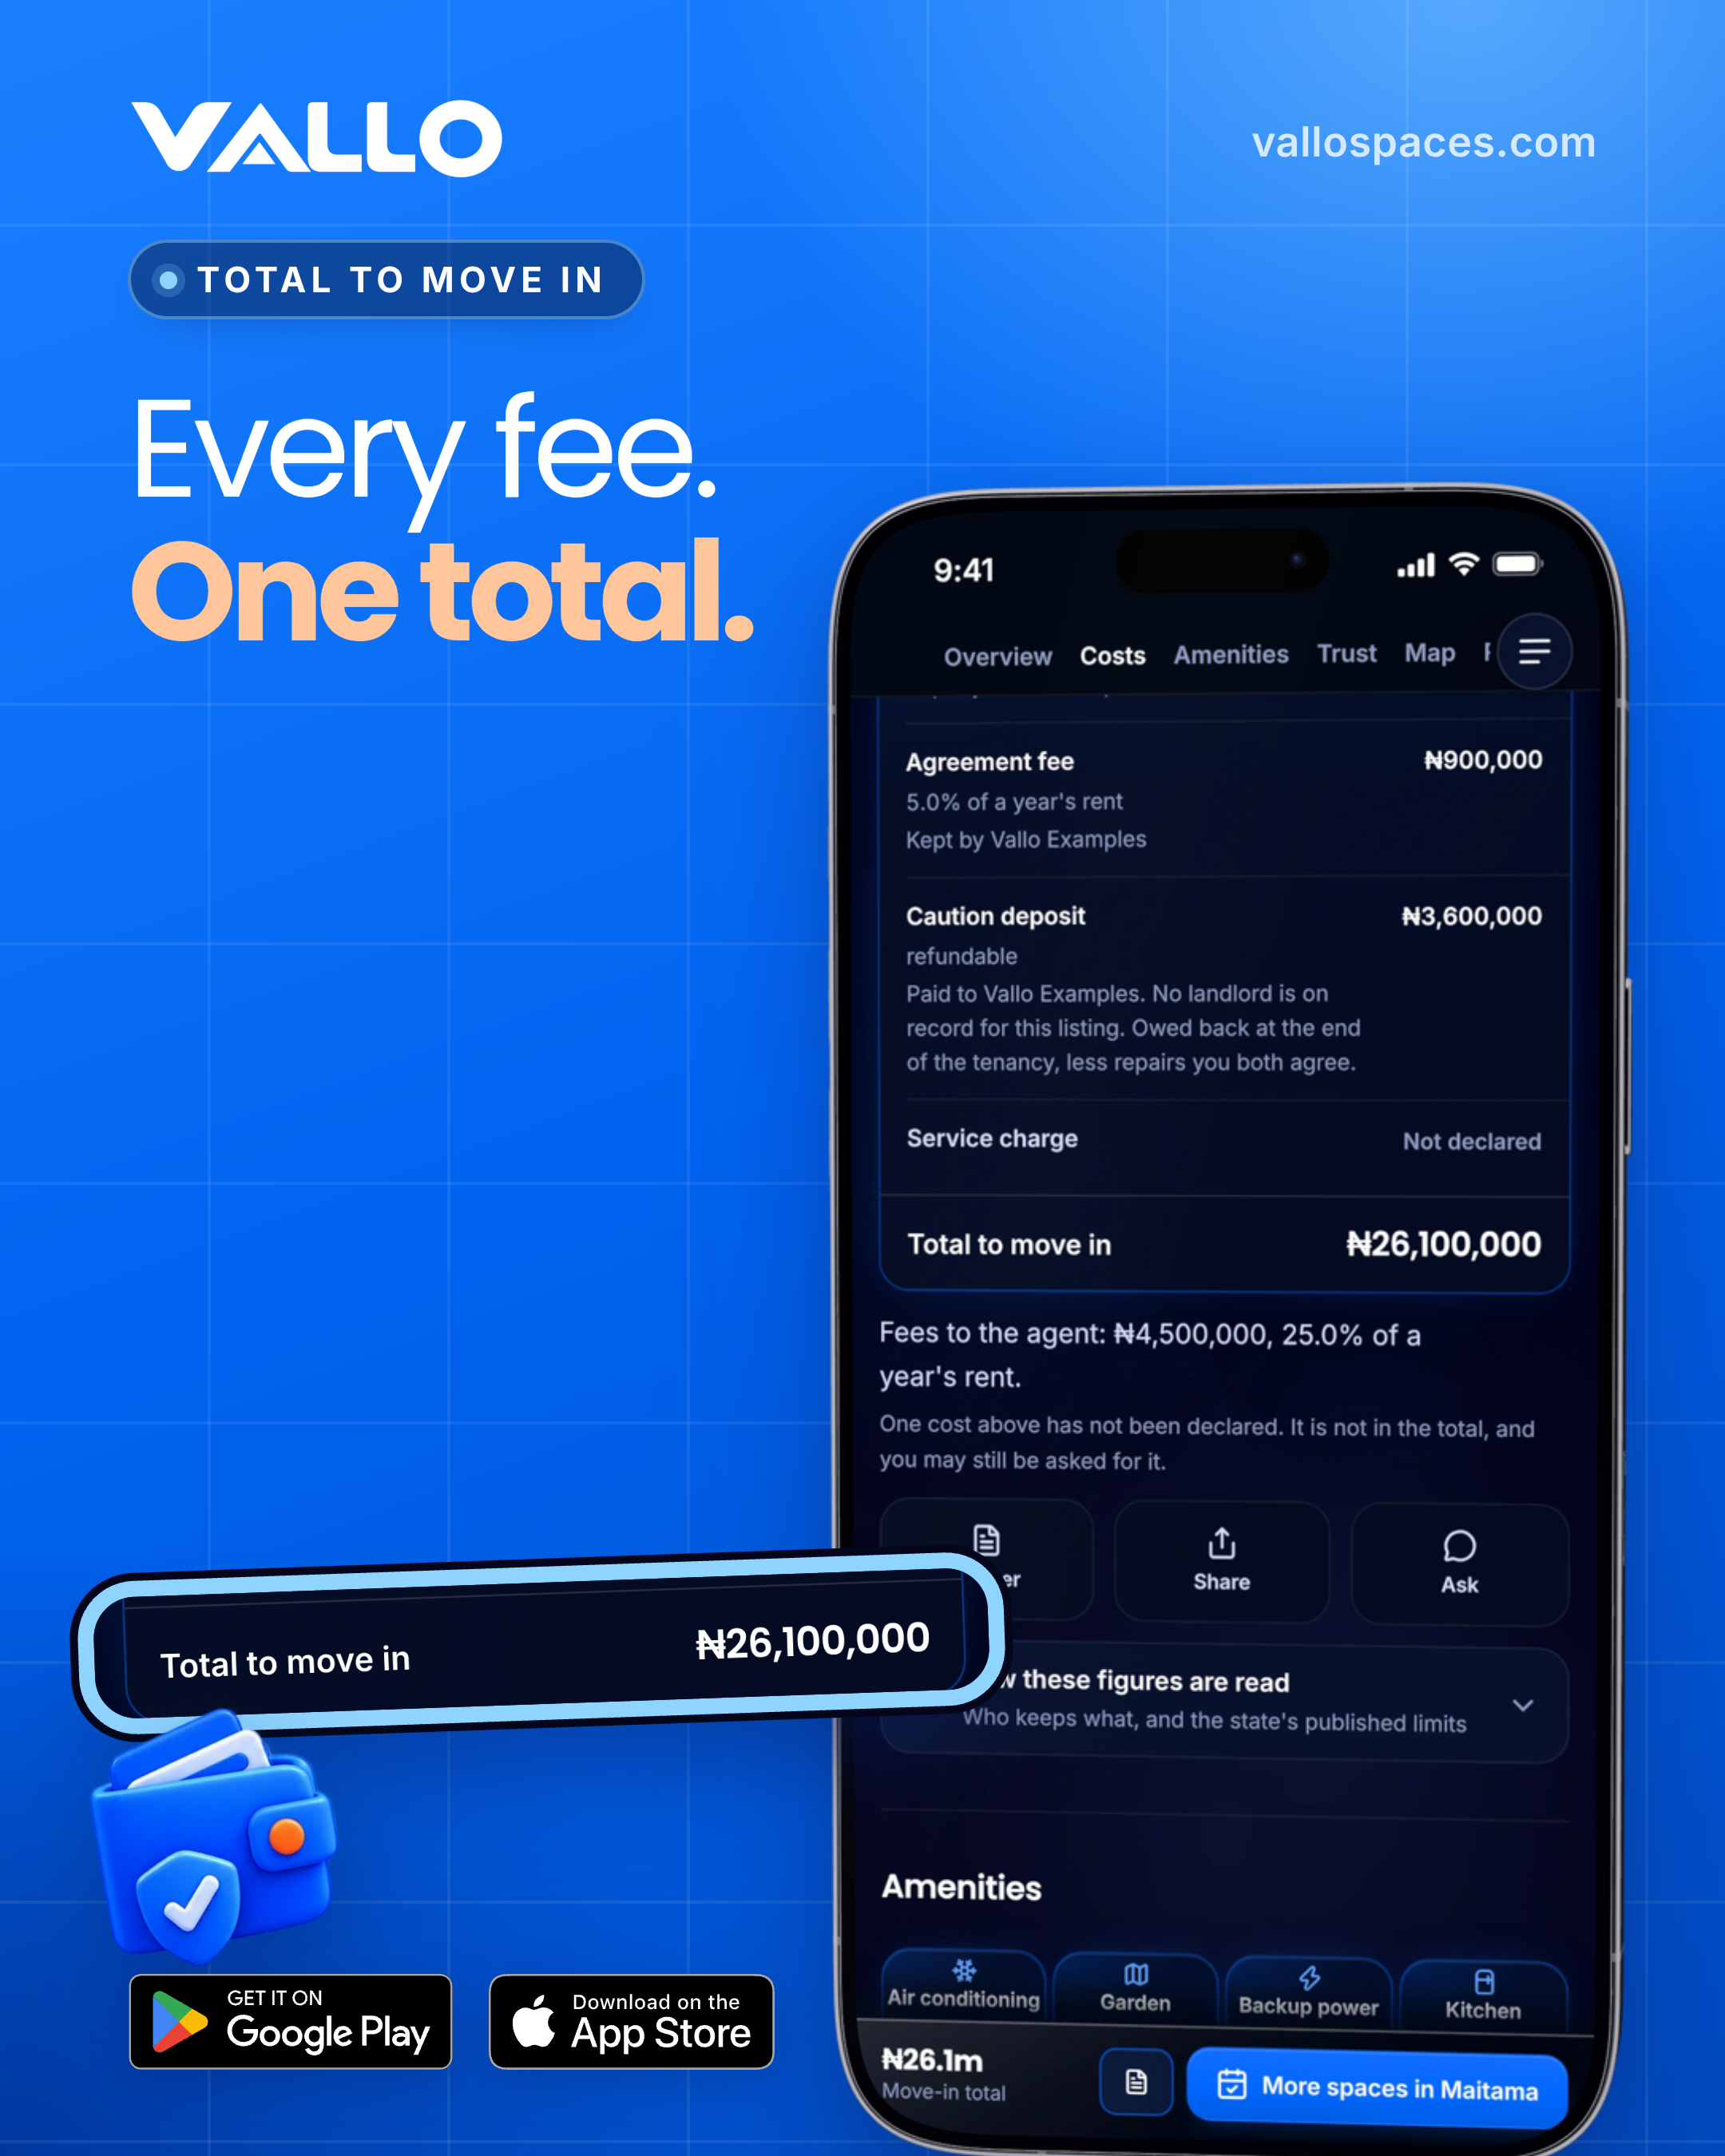 VALLO
vallospaces.com
TOTAL TO MOVE IN
Every fee.
One total.
9:41
Overview Costs Amenities Trust Map
Agreement fee ₦900,000
5.0% of a year's rent
Kept by Vallo Examples
Caution deposit ₦3,600,000
refundable
Paid to Vallo Examples. No landlord is on
record for this listing. Owed back at the end
of the tenancy, less repairs you both agree.
Service charge Not declared
Total to move in ₦26,100,000
Fees to the agent: ₦4,500,000, 25.0% of a
year's rent.
One cost above has not been declared. It is not in the total, and
you may still be asked for it.
Share
Ask
Total to move in ₦26,100,000
these figures are read
Who keeps what, and the state's published limits
Amenities
Air conditioning Garden Backup power Kitchen
₦26.1m
Move-in total
More spaces in Maitama
GET IT ON
Google Play
Download on the
App Store